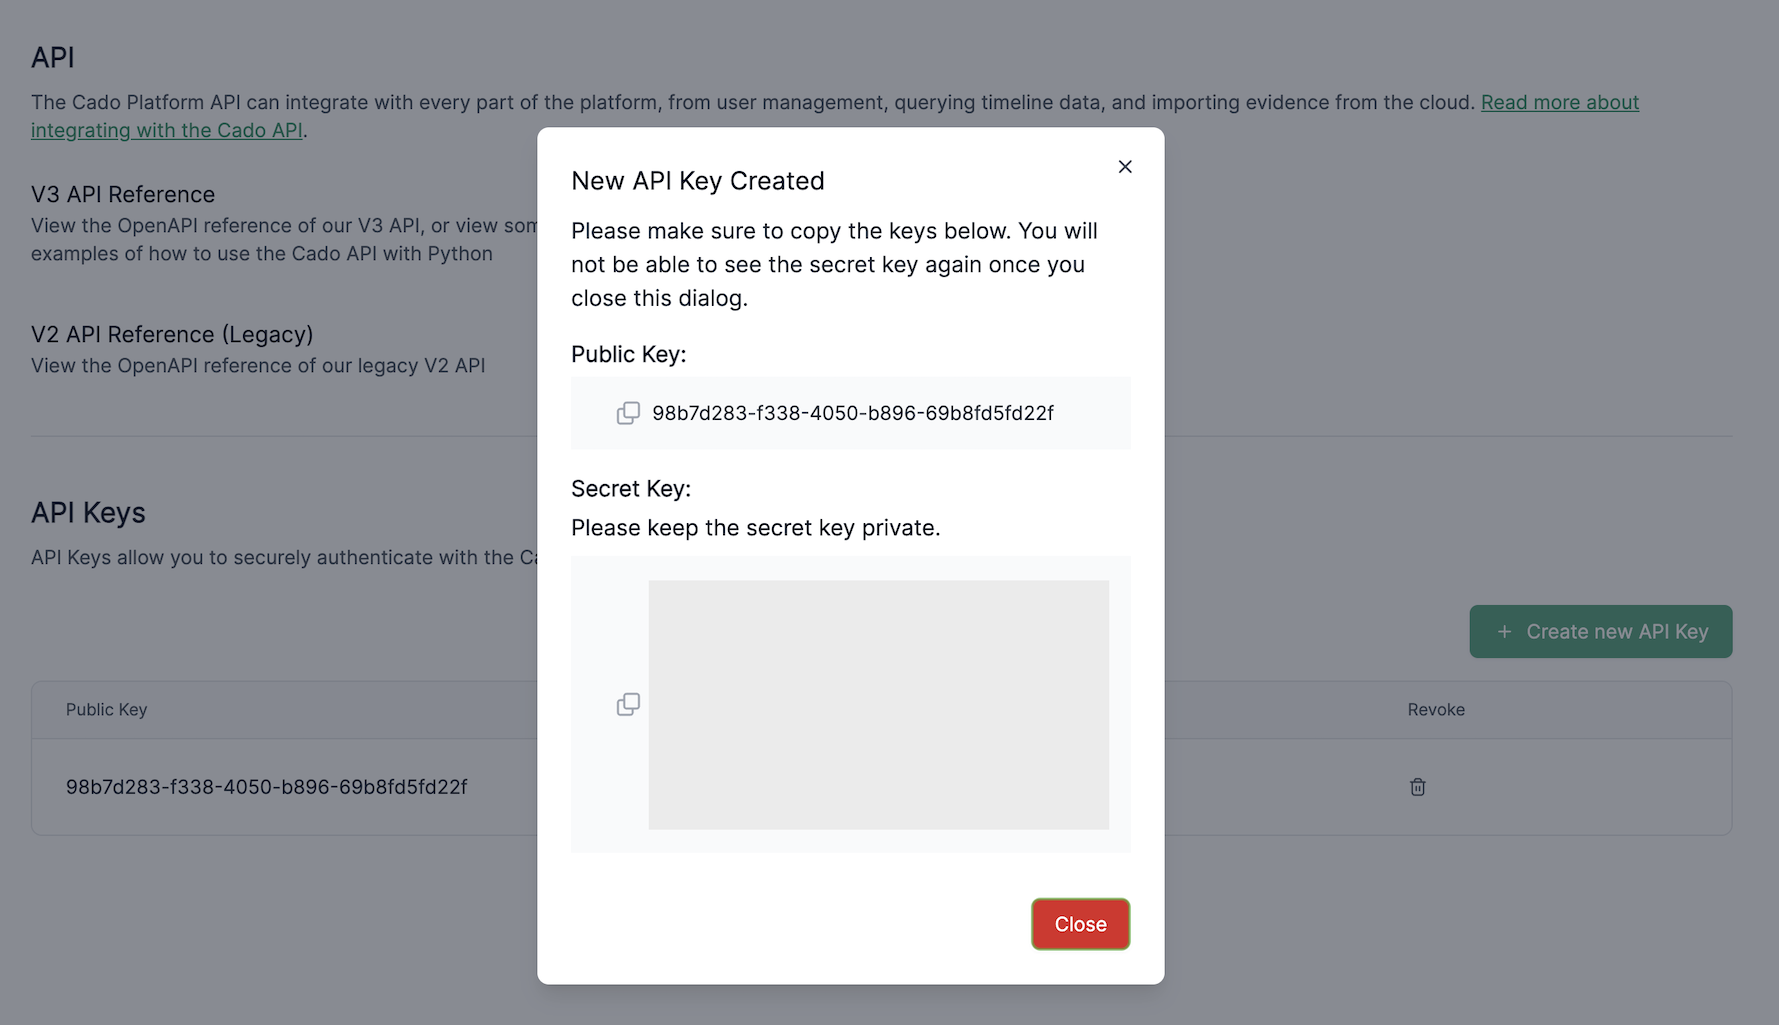 API
The Cado Platform API can integrate with every part of the platform, from user management, querying timeline data, and importing evidence from the cloud. Read more about
integrating with the Cado API.
V3 API Reference
View the OpenAPI reference of our V3 API, or view
examples of how to use the Cado API with Python
V2 API Reference (Legacy)
View the OpenAPI reference of our legacy V2 API
API Keys
API Keys allow you to securely authenticate with the
+ Create new API Key
Public Key
Revoke
98b7d283-f338-4050-b896-69b8fd5fd22f
New API Key Created
Please make sure to copy the keys below. You will
not be able to see the secret key again once you
close this dialog.
Public Key:
98b7d283-f338-4050-b896-69b8fd5fd22f
Secret Key:
Please keep the secret key private.
Close